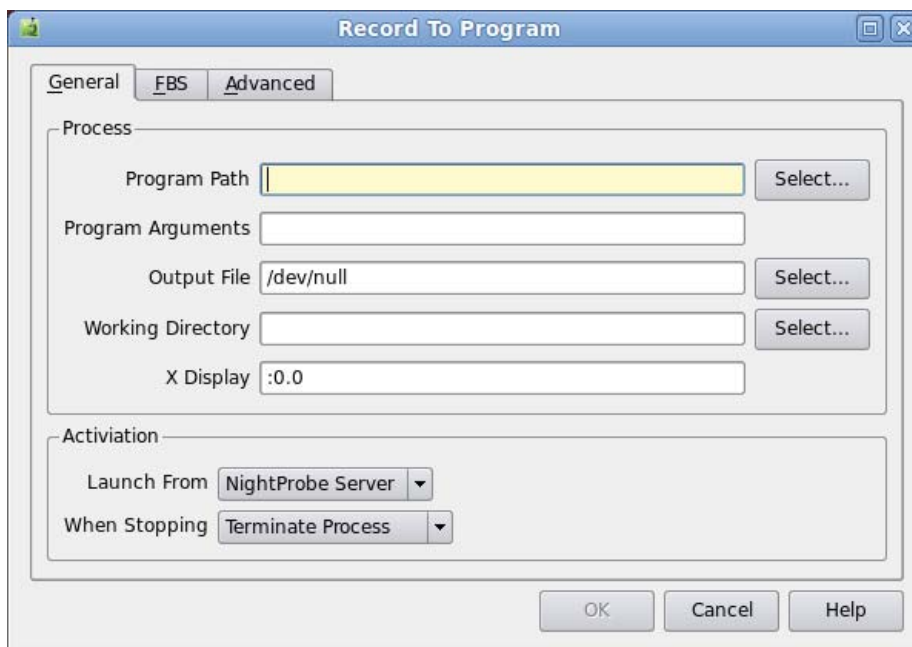 Record To Program
General FBS Advanced
Process
Program Path Select...
Program Arguments
Output File /dev/null Select...
Working Directory Select...
X Display :0.0
Activiation
Launch From NightProbe Server
When Stopping Terminate Process
OK Cancel Help